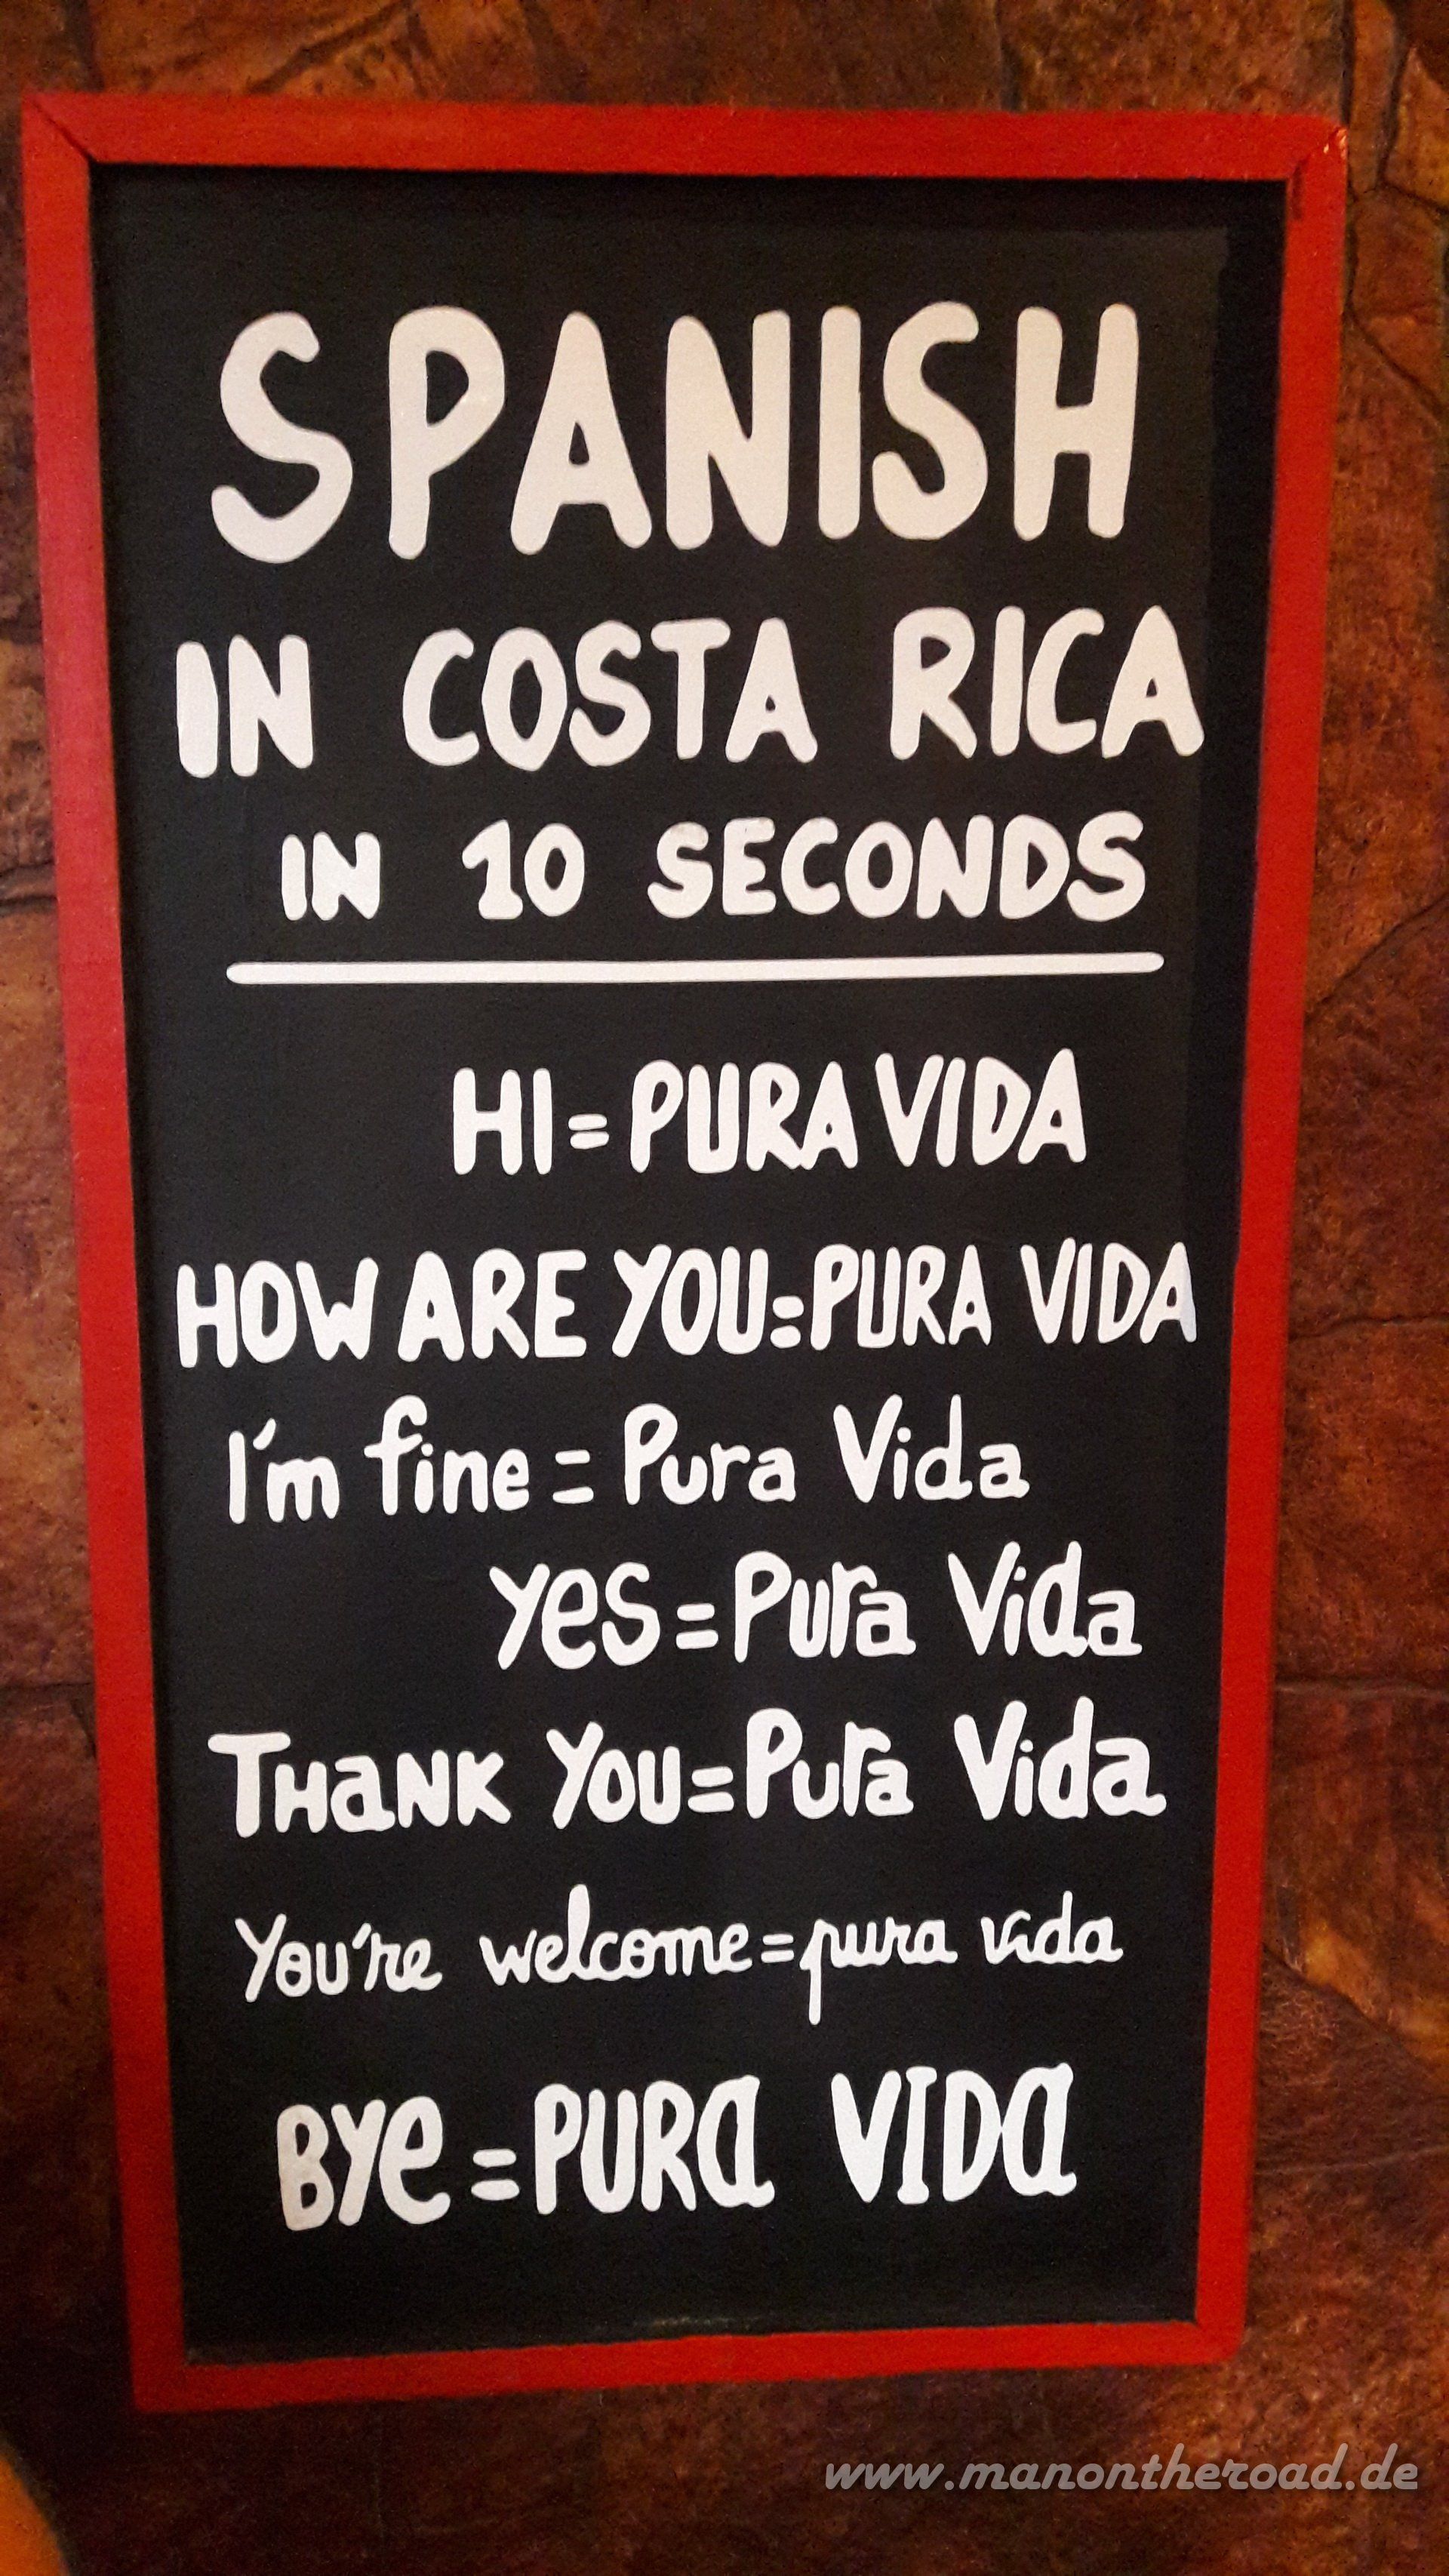 SPANISH
IN COSTA RICA
IN 10 SECONDS
HI=PURA VIDA
HOW ARE YOU=PURA VIDA
I'm fine = Pura Vida
Yes=Pura Vida
THaNK YOU=Pura Vida
You're welcome=pura vida
BYe=PURa VIDa
www.manontheroad.de